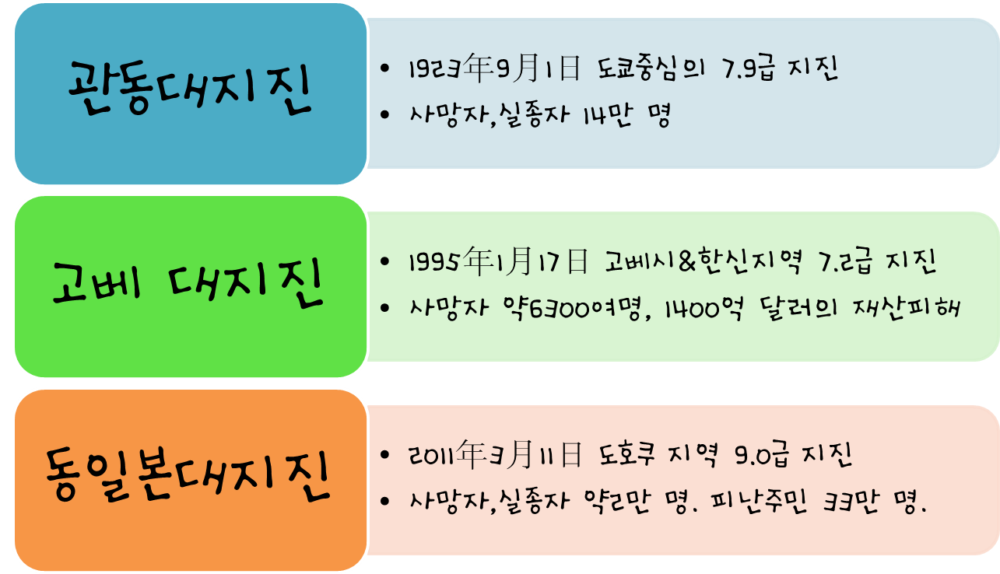 관동대지진
• 1923年9月1日 도쿄중심의 7.9급 지진
• 사망자,실종자 14만 명
고베 대지진
• 1995年1月17日 고베시&한신지역 7.2급 지진
• 사망자 약6300여명, 1400억 달러의 재산피해
동일본대지진
• 2011年3月11日 도호쿠 지역 9.0급 지진
• 사망자,실종자 약2만 명. 피난주민 33만 명.